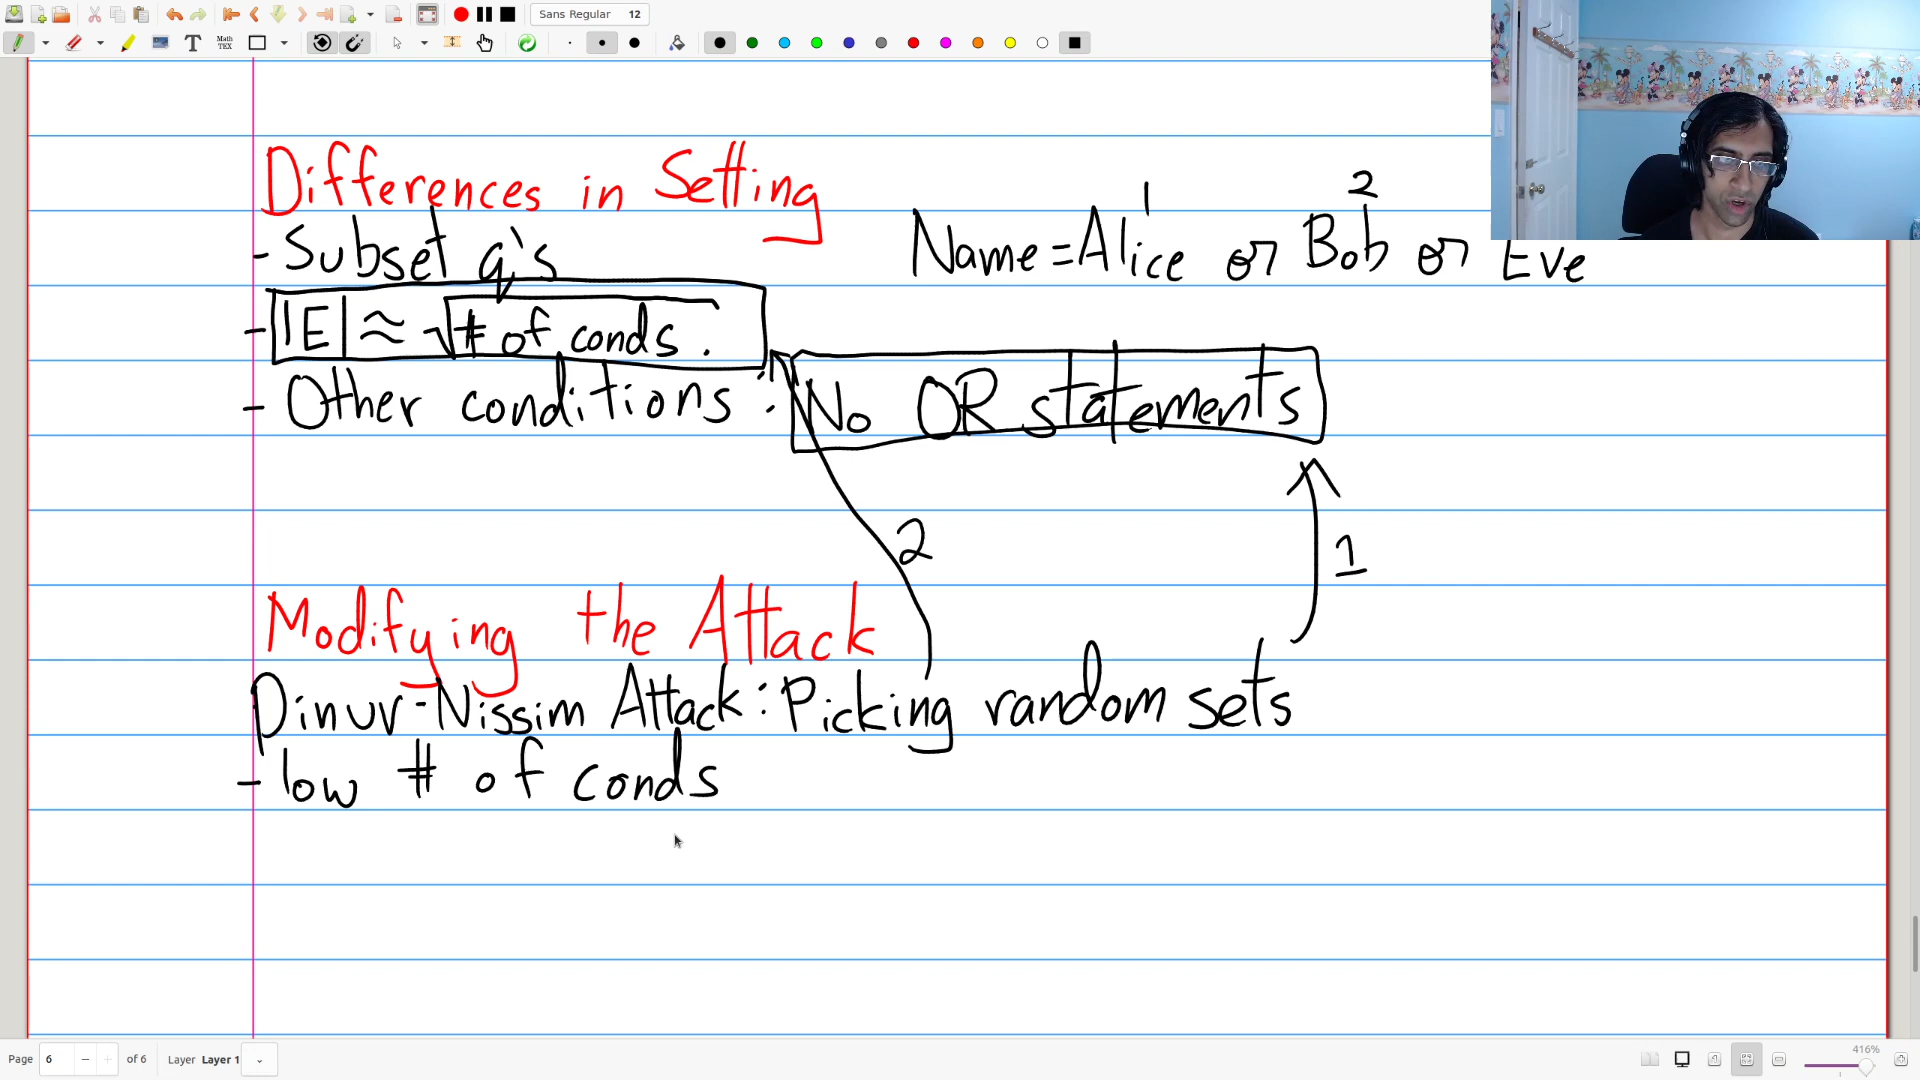 Sans Regular 12
Differences in Setting
- Subset q's
Name = Alice or Bob or Eve
1
2
- |E| ≈ √# of conds.
- Other conditions: No OR statements
2
1
Modifying the Attack
Dinur-Nissim Attack: Picking random sets
- low # of conds
Page 6 of 6 Layer Layer 1
416%